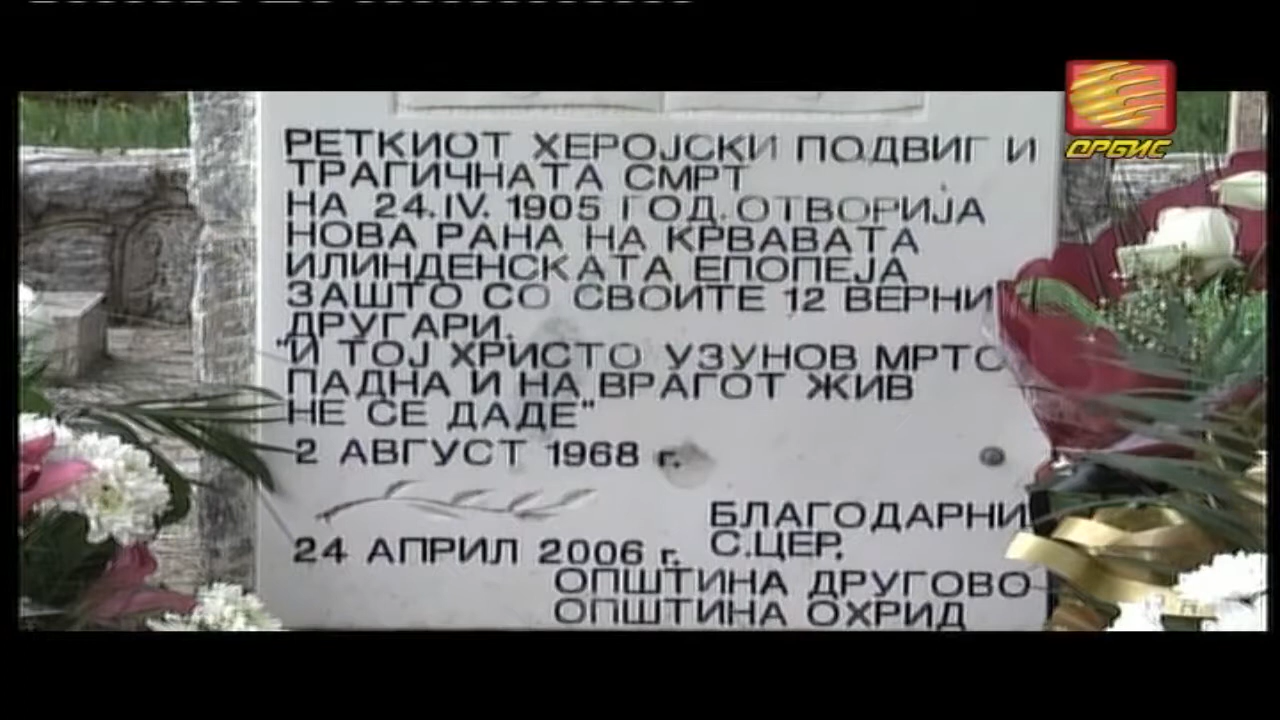 РЕТКИОТ ХЕРОЈСКИ ПОДВИГ И
ТРАГИЧНАТА СМРТ
НА 24.IV. 1905 ГОД. ОТВОРИЈА
НОВА РАНА НА КРВАВАТА
ИЛИНДЕНСКАТА ЕПОПЕЈА
ЗАШТО СО СВОИТЕ 12 ВЕРНИ
ДРУГАРИ.
"И ТОЈ ХРИСТО УЗУНОВ МРТО
ПАДНА И НА ВРАГОТ ЖИВ
НЕ СЕ ДАДЕ"
2 АВГУСТ 1968 г.
БЛАГОДАРНИ
С.ЦЕР.
24 АПРИЛ 2006 г.
ОПШТИНА ДРУГОВО
ОПШТИНА ОХРИД
ОРБИС